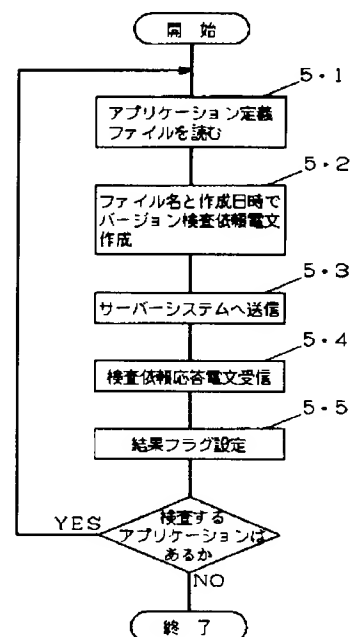 開 始
5・1
アプリケーション定義
ファイルを読む
5・2
ファイル名と作成日時で
バージョン検査依頼電文
作成
5・3
サーバーシステムへ送信
5・4
検査依頼応答電文受信
5・5
結果フラグ設定
検査する
アプリケーションは
あるか
YES
NO
終 了